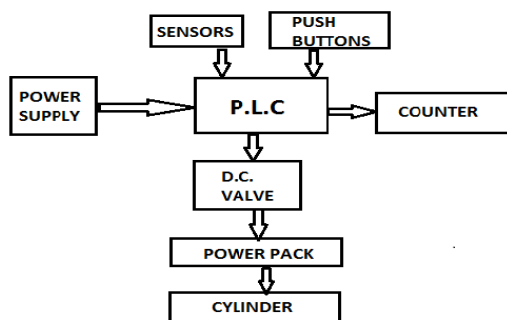 SENSORS
PUSH
BUTTONS
POWER
SUPPLY
P.L.C
COUNTER
D.C.
VALVE
POWER PACK
CYLINDER